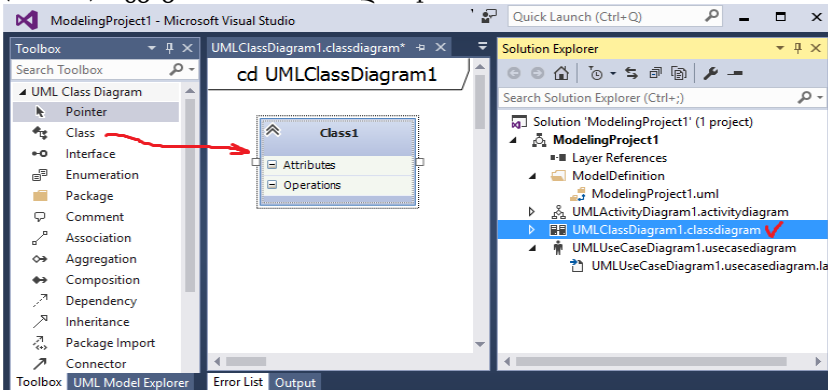 ModelingProject1 - Microsoft Visual Studio
Quick Launch (Ctrl+Q)
Toolbox
Search Toolbox
UML Class Diagram
Pointer
Class
Interface
Enumeration
Package
Comment
Association
Aggregation
Composition
Dependency
Inheritance
Package Import
Connector
Toolbox
UML Model Explorer
UMLClassDiagram1.classdiagram*
cd UMLClassDiagram1
Class1
Attributes
Operations
Error List
Output
Solution Explorer
Search Solution Explorer (Ctrl+;)
Solution 'ModelingProject1' (1 project)
ModelingProject1
Layer References
ModelDefinition
ModelingProject1.uml
UMLActivityDiagram1.activitydiagram
UMLClassDiagram1.classdiagram
UMLUseCaseDiagram1.usecasediagram
UMLUseCaseDiagram1.usecasediagram.la